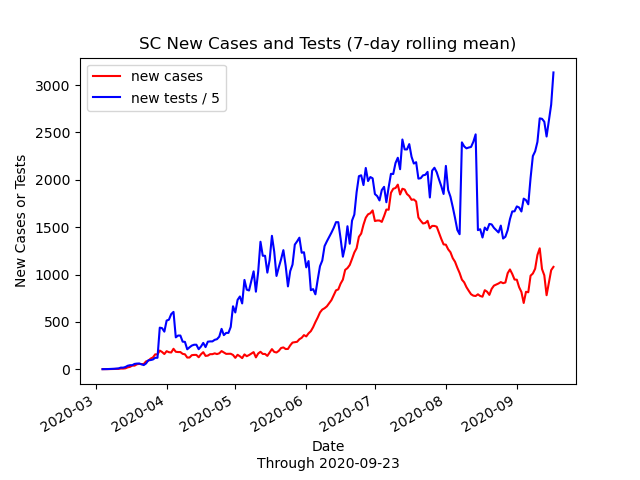 SC New Cases and Tests (7-day rolling mean)
new cases
new tests / 5
3000
2500
2000
1500
1000
500
0
New Cases or Tests
2020-03
2020-04
2020-05
2020-06
2020-07
2020-08
2020-09
Date
Through 2020-09-23